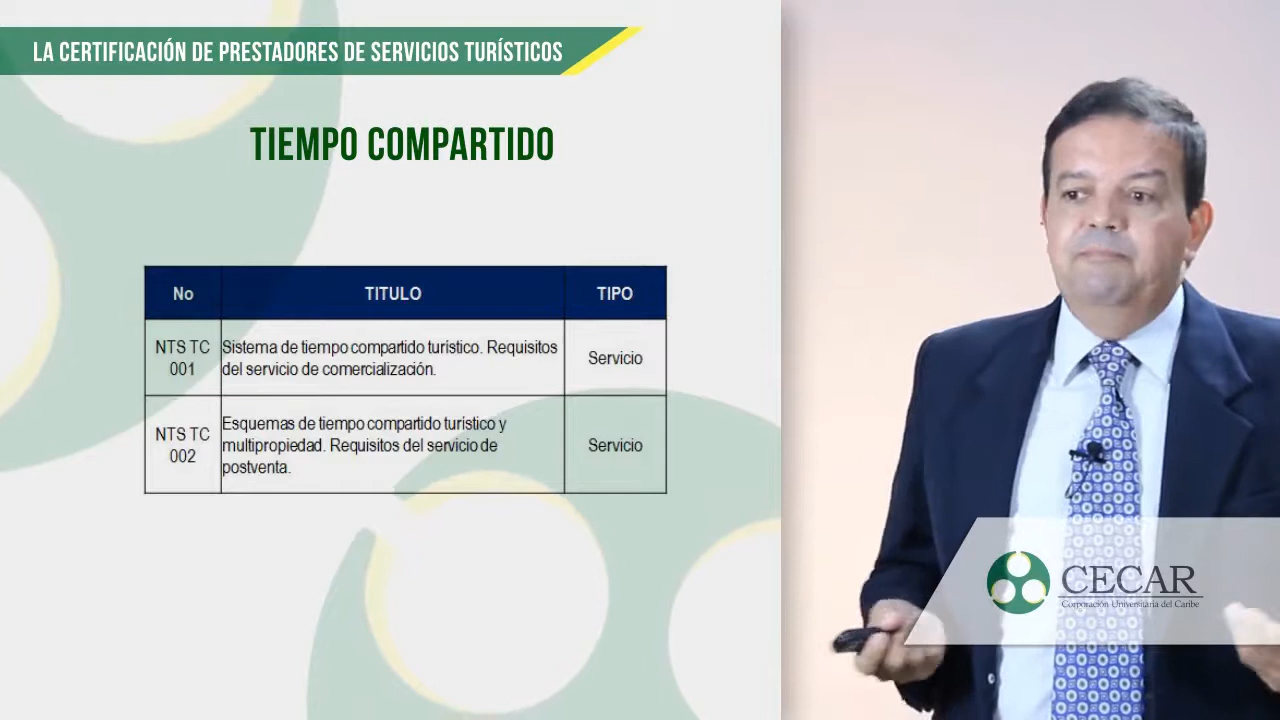 LA CERTIFICACIÓN DE PRESTADORES DE SERVICIOS TURÍSTICOS
TIEMPO COMPARTIDO
No TITULO TIPO
NTS TC 001 Sistema de tiempo compartido turístico. Requisitos del servicio de comercialización. Servicio
NTS TC 002 Esquemas de tiempo compartido turístico y multipropiedad. Requisitos del servicio de postventa. Servicio
CECAR
Corporación Universitaria del Caribe